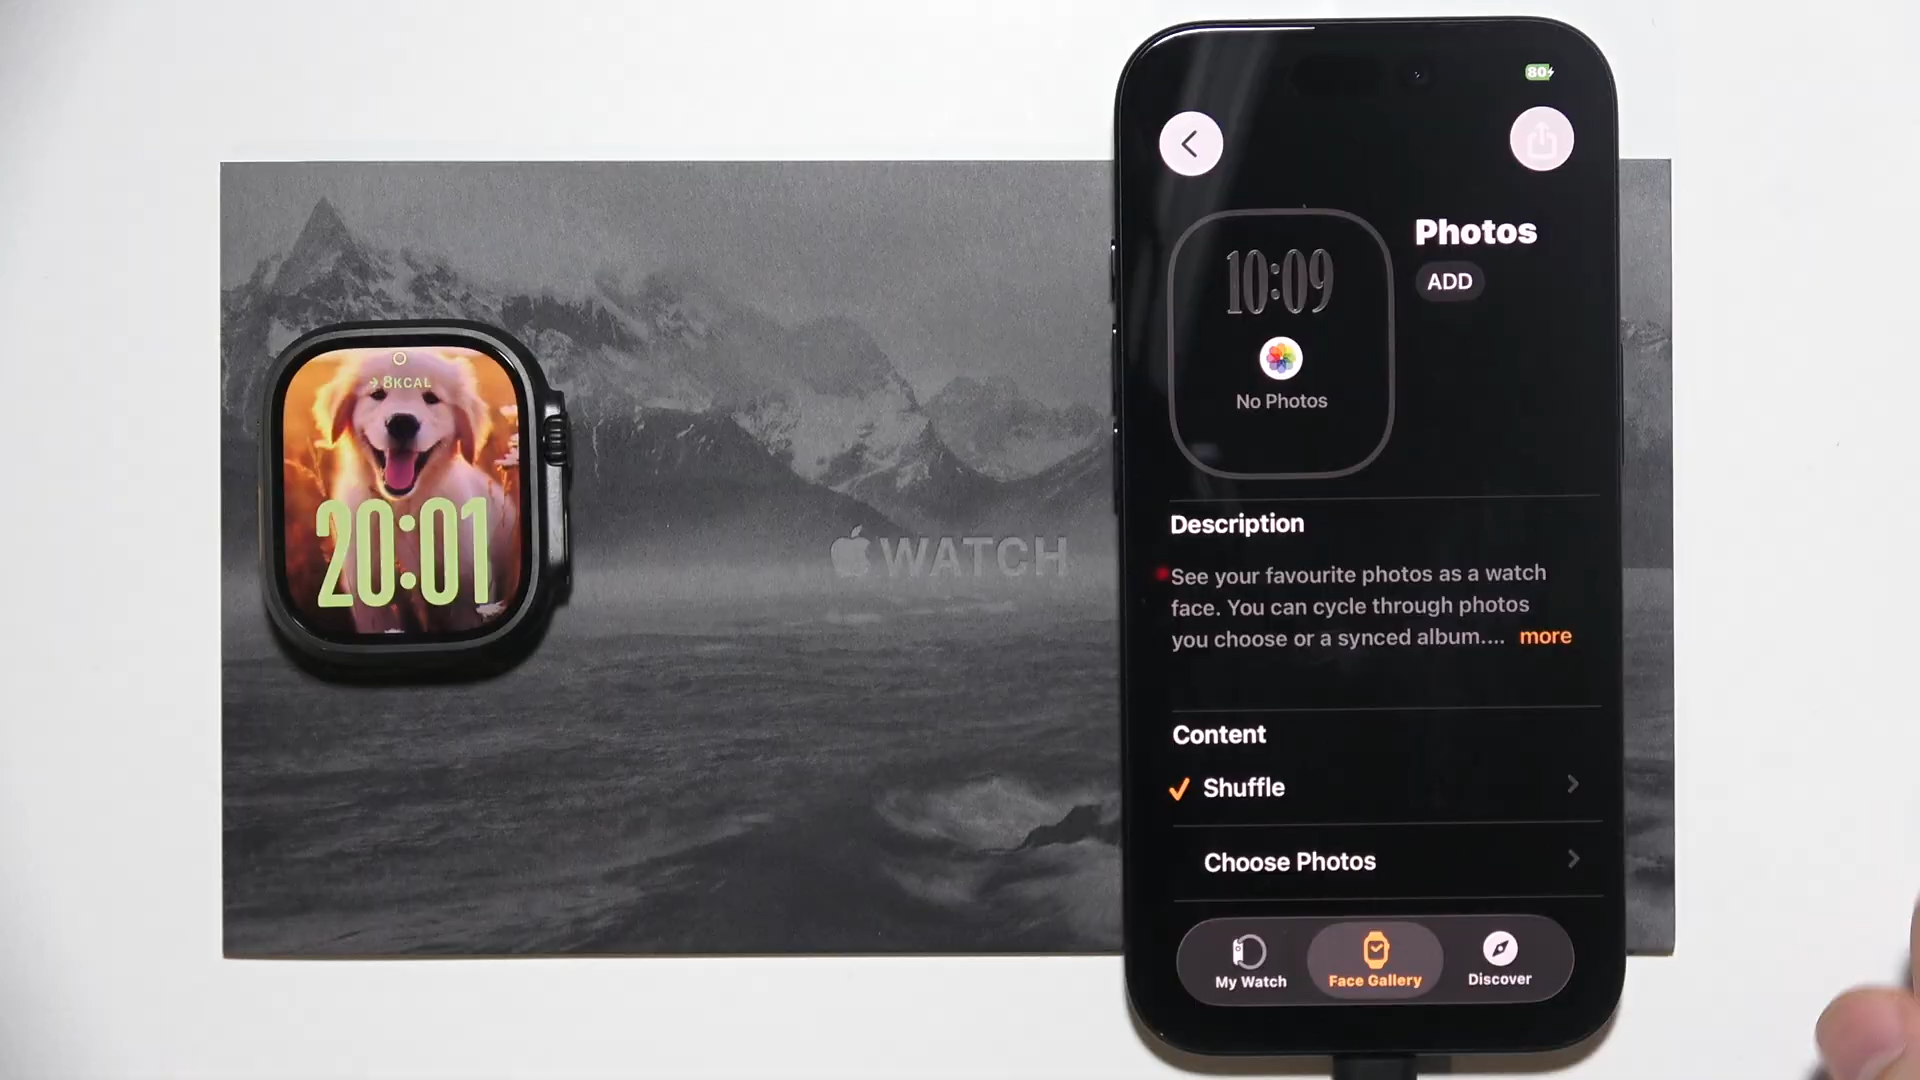 8KCAL
20:01
WATCH
80
Photos
ADD
10:09
No Photos
Description
See your favourite photos as a watch
face. You can cycle through photos
you choose or a synced album.... more
Content
Shuffle
Choose Photos
My Watch
Face Gallery
Discover